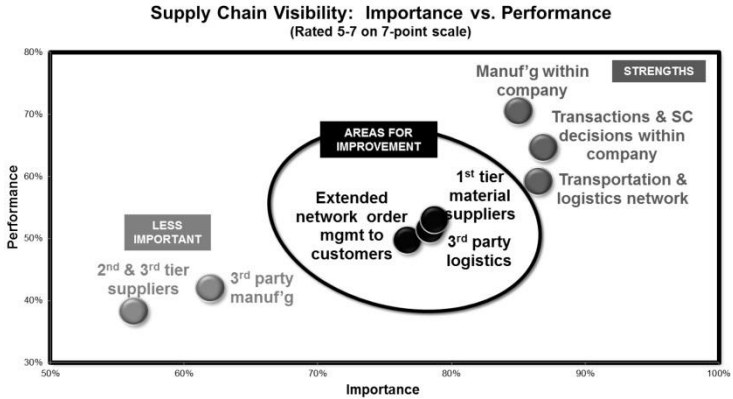 Supply Chain Visibility: Importance vs. Performance
(Rated 5-7 on 7-point scale)
80%
70%
60%
50%
40%
30%
Performance
Manuf'g within
company
STRENGTHS
Transactions & SC
decisions within
company
Transportation &
logistics network
AREAS FOR
IMPROVEMENT
1st tier
material
suppliers
Extended
network order
mgmt to
customers
3rd party
logistics
LESS
IMPORTANT
2nd & 3rd tier
suppliers
3rd party
manuf'g
50%
60%
70%
80%
90%
100%
Importance